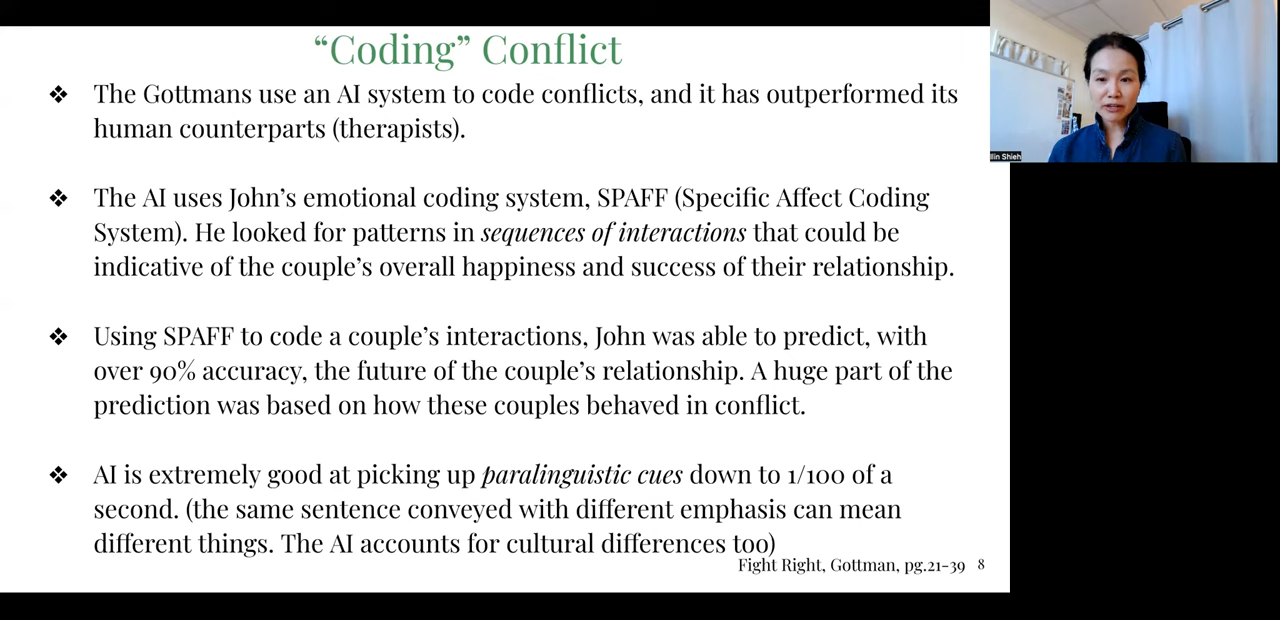 “Coding” Conflict
❖ The Gottmans use an AI system to code conflicts, and it has outperformed its
human counterparts (therapists).
❖ The AI uses John’s emotional coding system, SPAFF (Specific Affect Coding
System). He looked for patterns in sequences of interactions that could be
indicative of the couple’s overall happiness and success of their relationship.
❖ Using SPAFF to code a couple’s interactions, John was able to predict, with
over 90% accuracy, the future of the couple’s relationship. A huge part of the
prediction was based on how these couples behaved in conflict.
❖ AI is extremely good at picking up paralinguistic cues down to 1/100 of a
second. (the same sentence conveyed with different emphasis can mean
different things. The AI accounts for cultural differences too)
Fight Right, Gottman, pg.21-39 8
lin Shieh